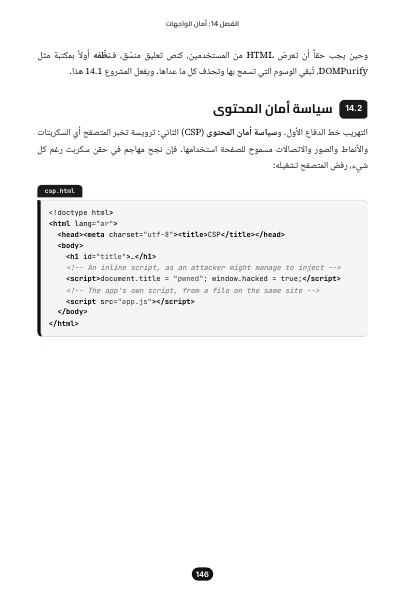 الفصل 14: أمان الواجهات
وحين يجب حقاً أن تعرض HTML من المستخدمين، كنص تعليق منسّق، فنظّفه أولاً بمكتبة مثل
DOMPurify، تُبقي الوسوم التي تسمح بها وتحذف كل ما عداها. ويفعل المشروع 14.1 هذا.
14.2 سياسة أمان المحتوى
التهريب خط الدفاع الأول. وسياسة أمان المحتوى (CSP) الثاني: ترويسة تخبر المتصفح أي السكربتات
والأنماط والصور والاتصالات مسموح للصفحة استخدامها. فإن نجح مهاجم في حقن سكربت رغم كل
شيء، رفض المتصفح تشغيله:
csp.html
<!doctype html>
<html lang="ar">
  <head><meta charset="utf-8"><title>CSP</title></head>
  <body>
    <h1 id="title">…</h1>
    <!-- An inline script, as an attacker might manage to inject -->
    <script>document.title = "pwned"; window.hacked = true;</script>
    <!-- The app's own script, from a file on the same site -->
    <script src="app.js"></script>
  </body>
</html>
146